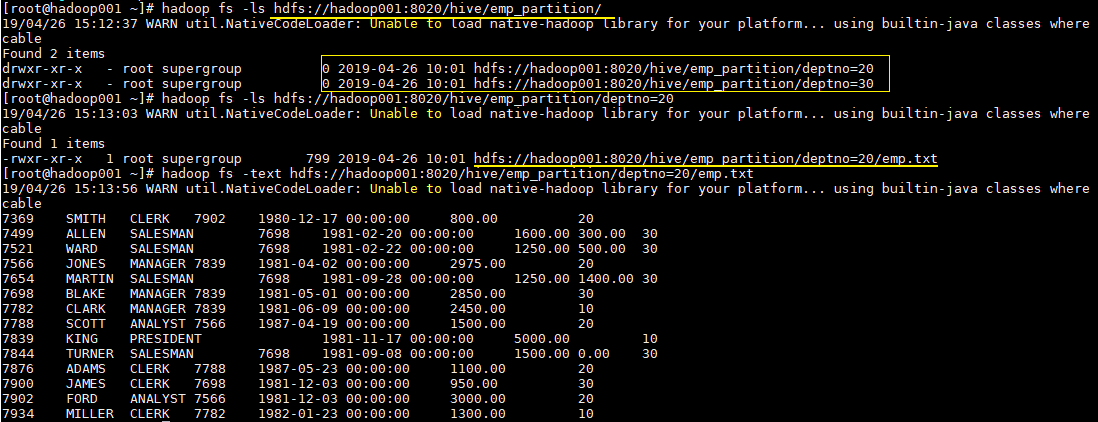 [root@hadoop001 ~]# hadoop fs -ls hdfs://hadoop001:8020/hive/emp_partition/
19/04/26 15:12:37 WARN util.NativeCodeLoader: Unable to load native-hadoop library for your platform... using builtin-java classes where
cable
Found 2 items
drwxr-xr-x   - root supergroup          0 2019-04-26 10:01 hdfs://hadoop001:8020/hive/emp_partition/deptno=20
drwxr-xr-x   - root supergroup          0 2019-04-26 10:01 hdfs://hadoop001:8020/hive/emp_partition/deptno=30
[root@hadoop001 ~]# hadoop fs -ls hdfs://hadoop001:8020/hive/emp_partition/deptno=20
19/04/26 15:13:03 WARN util.NativeCodeLoader: Unable to load native-hadoop library for your platform... using builtin-java classes where
cable
Found 1 items
-rwxr-xr-x   1 root supergroup        799 2019-04-26 10:01 hdfs://hadoop001:8020/hive/emp_partition/deptno=20/emp.txt
[root@hadoop001 ~]# hadoop fs -text hdfs://hadoop001:8020/hive/emp_partition/deptno=20/emp.txt
19/04/26 15:13:56 WARN util.NativeCodeLoader: Unable to load native-hadoop library for your platform... using builtin-java classes where
cable
7369    SMITH   CLERK   7902    1980-12-17 00:00:00     800.00          20
7499    ALLEN   SALESMAN        7698    1981-02-20 00:00:00     1600.00 300.00  30
7521    WARD    SALESMAN        7698    1981-02-22 00:00:00     1250.00 500.00  30
7566    JONES   MANAGER 7839    1981-04-02 00:00:00     2975.00         20
7654    MARTIN  SALESMAN        7698    1981-09-28 00:00:00     1250.00 1400.00 30
7698    BLAKE   MANAGER 7839    1981-05-01 00:00:00     2850.00         30
7782    CLARK   MANAGER 7839    1981-06-09 00:00:00     2450.00         10
7788    SCOTT   ANALYST 7566    1987-04-19 00:00:00     1500.00         20
7839    KING    PRESIDENT               1981-11-17 00:00:00     5000.00         10
7844    TURNER  SALESMAN        7698    1981-09-08 00:00:00     1500.00 0.00    30
7876    ADAMS   CLERK   7788    1987-05-23 00:00:00     1100.00         20
7900    JAMES   CLERK   7698    1981-12-03 00:00:00     950.00          30
7902    FORD    ANALYST 7566    1981-12-03 00:00:00     3000.00         20
7934    MILLER  CLERK   7782    1982-01-23 00:00:00     1300.00         10